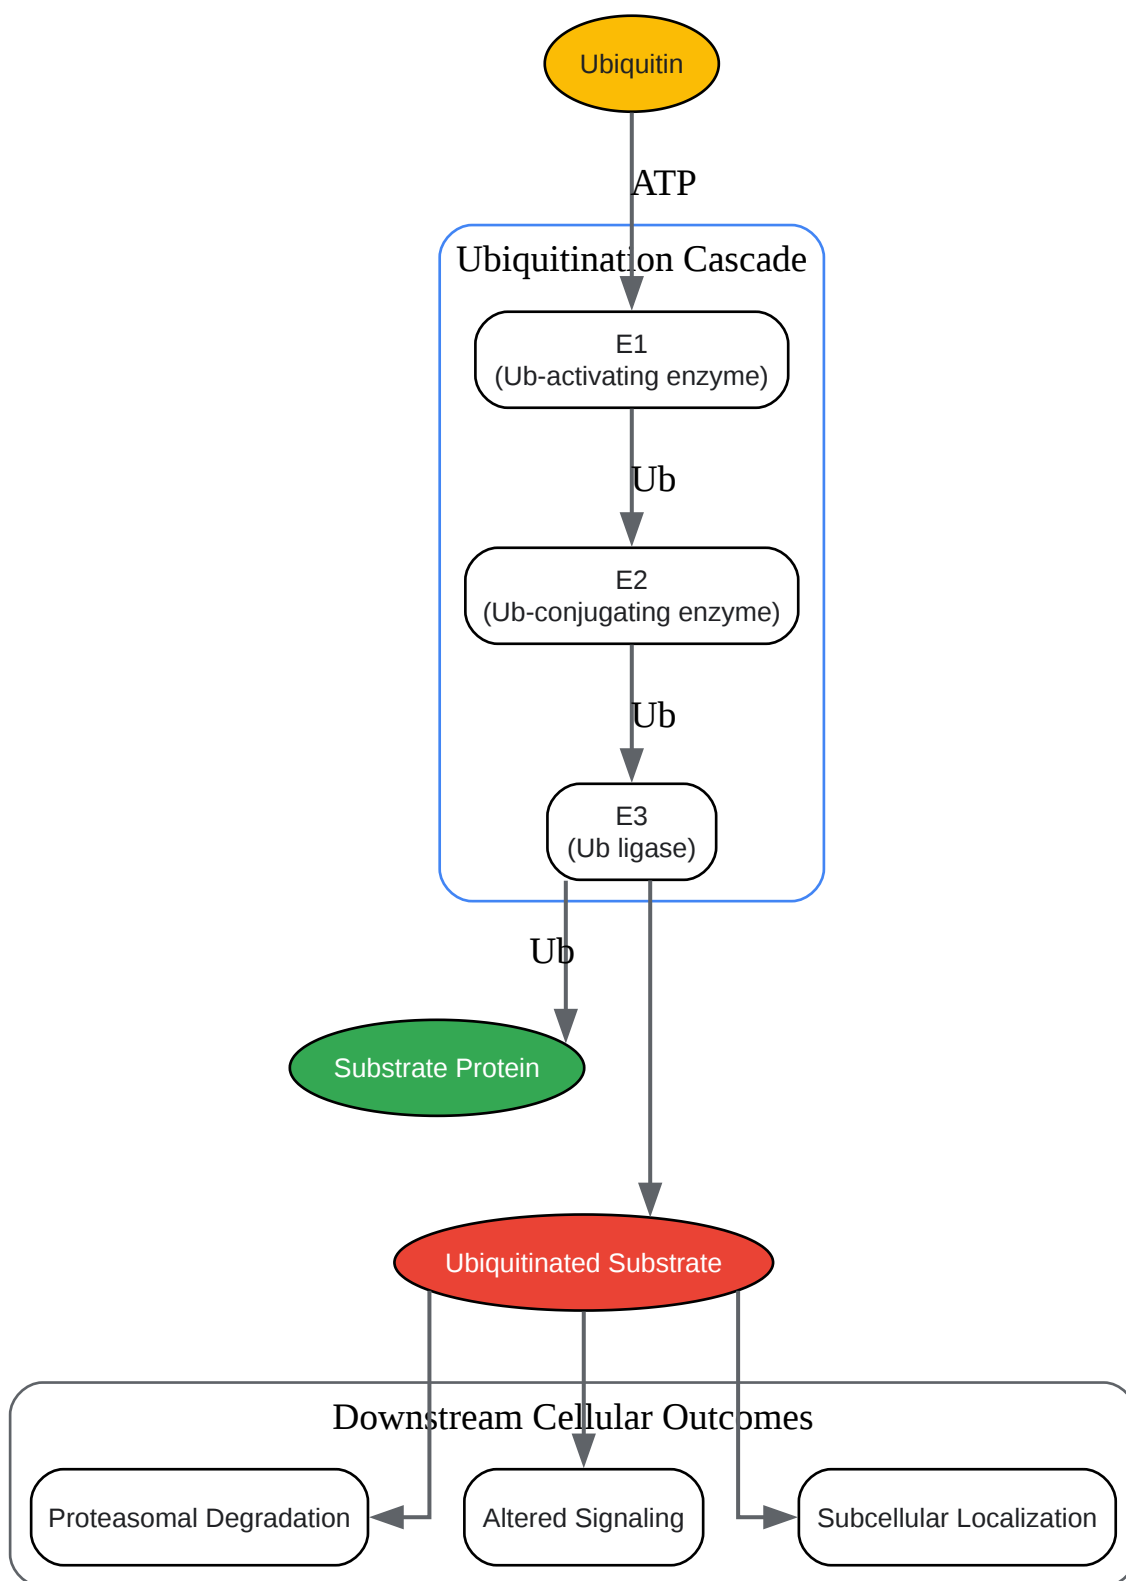 Ubiquitin
ATP
Ubiquitination Cascade
E1
(Ub-activating enzyme)
Ub
E2
(Ub-conjugating enzyme)
Ub
E3
(Ub ligase)
Ub
Substrate Protein
Ubiquitinated Substrate
Downstream Cellular Outcomes
Proteasomal Degradation
Altered Signaling
Subcellular Localization